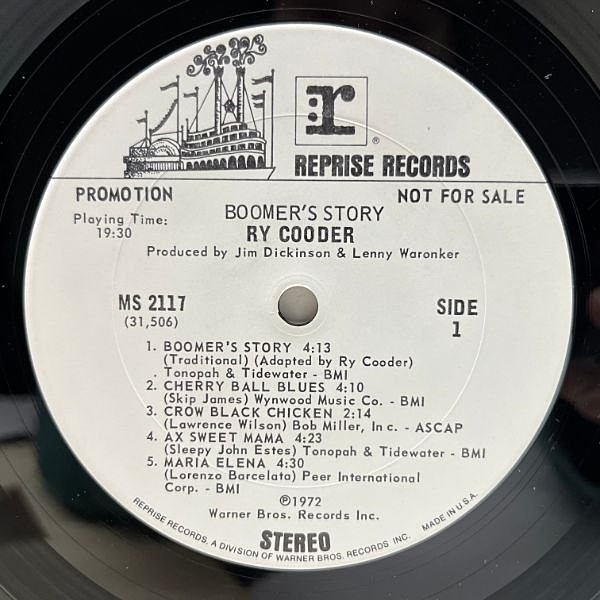 r
®
REPRISE RECORDS
PROMOTION
NOT FOR SALE
Playing Time:
19:30
BOOMER'S STORY
RY COODER
Produced by Jim Dickinson & Lenny Waronker
MS 2117
(31,506)
SIDE
1
1. BOOMER'S STORY 4:13
(Traditional) (Adapted by Ry Cooder)
. Tonopah & Tidewater - BMI
2. CHERRY BALL BLUES 4:10
(Skip James) Wynwood Music Co. - BMI
3. CROW BLACK CHICKEN 2:14
(Lawrence Wilson) Bob Miller, Inc. - ASCAP
4. AX SWEET MAMA 4:23
(Sleepy John Estes) Tonopah & Tidewater - BMI
5. MARIA ELENA 4:30
(Lorenzo Barcelata) Peer International
Corp. - BMI
℗1972
Warner Bros. Records Inc.
STEREO
REPRISE RECORDS, A DIVISION OF WARNER BROS. RECORDS INC. MADE IN U.S.A.